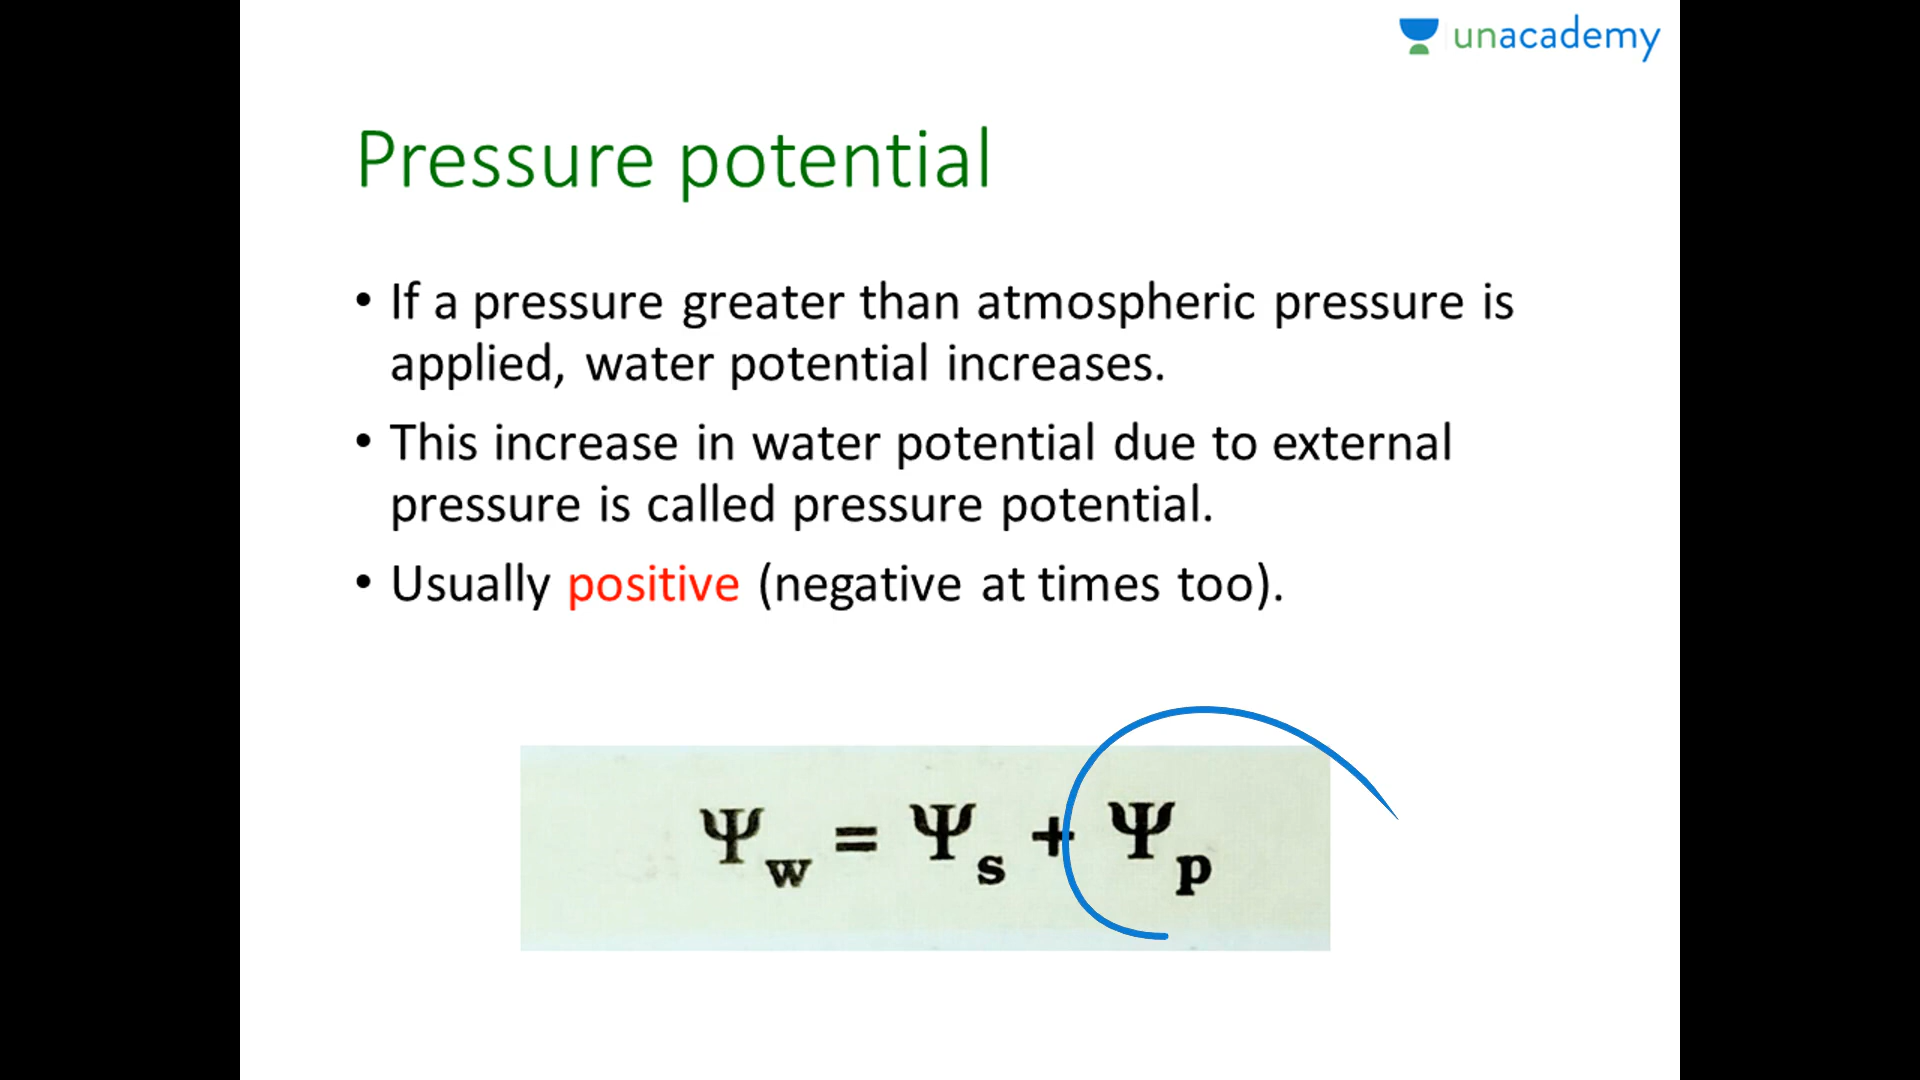 unacademy
Pressure potential
• If a pressure greater than atmospheric pressure is
applied, water potential increases.
• This increase in water potential due to external
pressure is called pressure potential.
• Usually positive (negative at times too).
Ψw = Ψs + Ψp